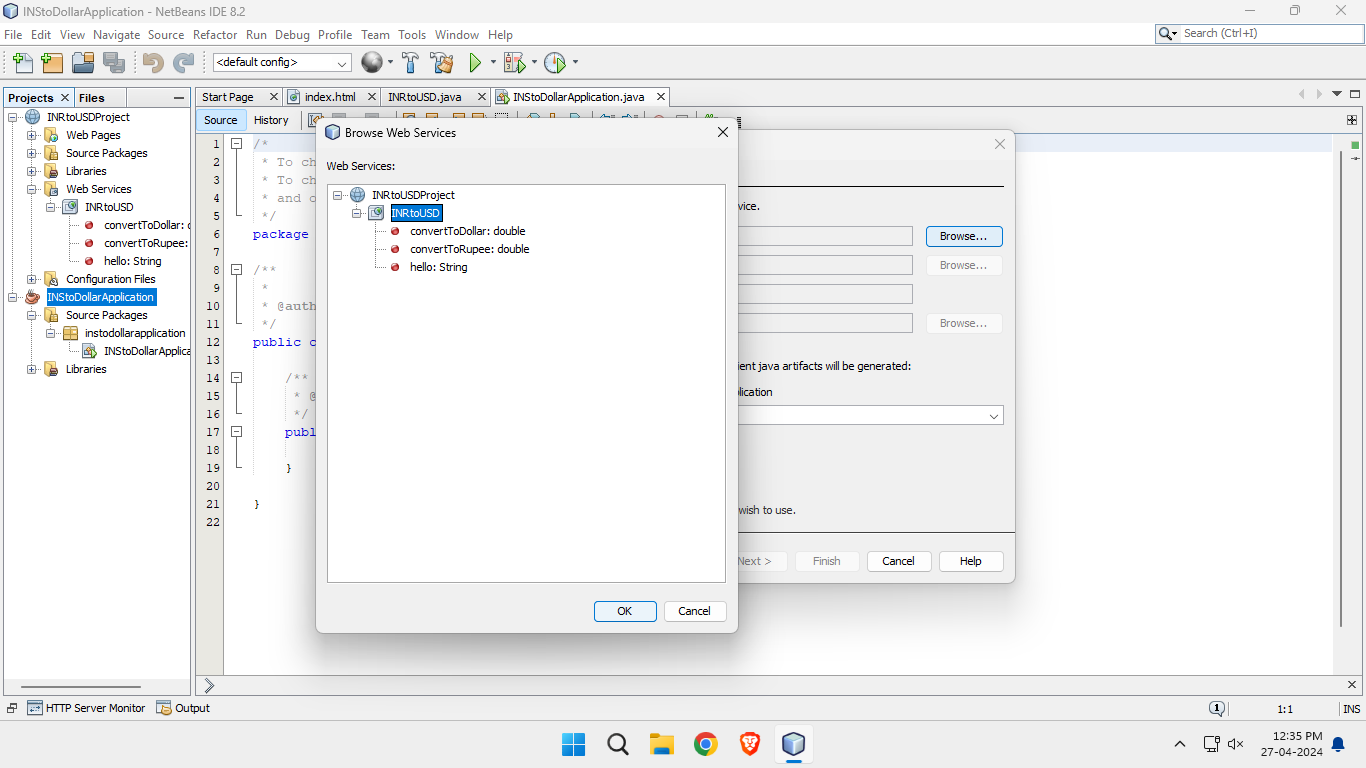 INStoDollarApplication - NetBeans IDE 8.2
File Edit View Navigate Source Refactor Run Debug Profile Team Tools Window Help
Search (Ctrl+I)
<default config>
Projects Files
Start Page index.html INRtoUSD.java INStoDollarApplication.java
INRtoUSDProject
Web Pages
Source Packages
Libraries
Web Services
INRtoUSD
convertToDollar:
convertToRupee:
hello: String
Configuration Files
INStoDollarApplication
Source Packages
instodollarapplication
INStoDollarApplica
Libraries
Source History
1 /*
2 * To ch
3 * To ch
4 * and o
5 */
6 package
7
8 /**
9 *
10 * @auth
11 */
12 public c
13
14 /**
15 * @
16 */
17 publ
18
19 }
20
21 }
22
Browse Web Services
Web Services:
INRtoUSDProject
INRtoUSD
convertToDollar: double
convertToRupee: double
hello: String
OK Cancel
vice.
Browse...
Browse...
Browse...
ient java artifacts will be generated:
lication
wish to use.
Next > Finish Cancel Help
HTTP Server Monitor Output
1 1:1 INS
12:35 PM
27-04-2024